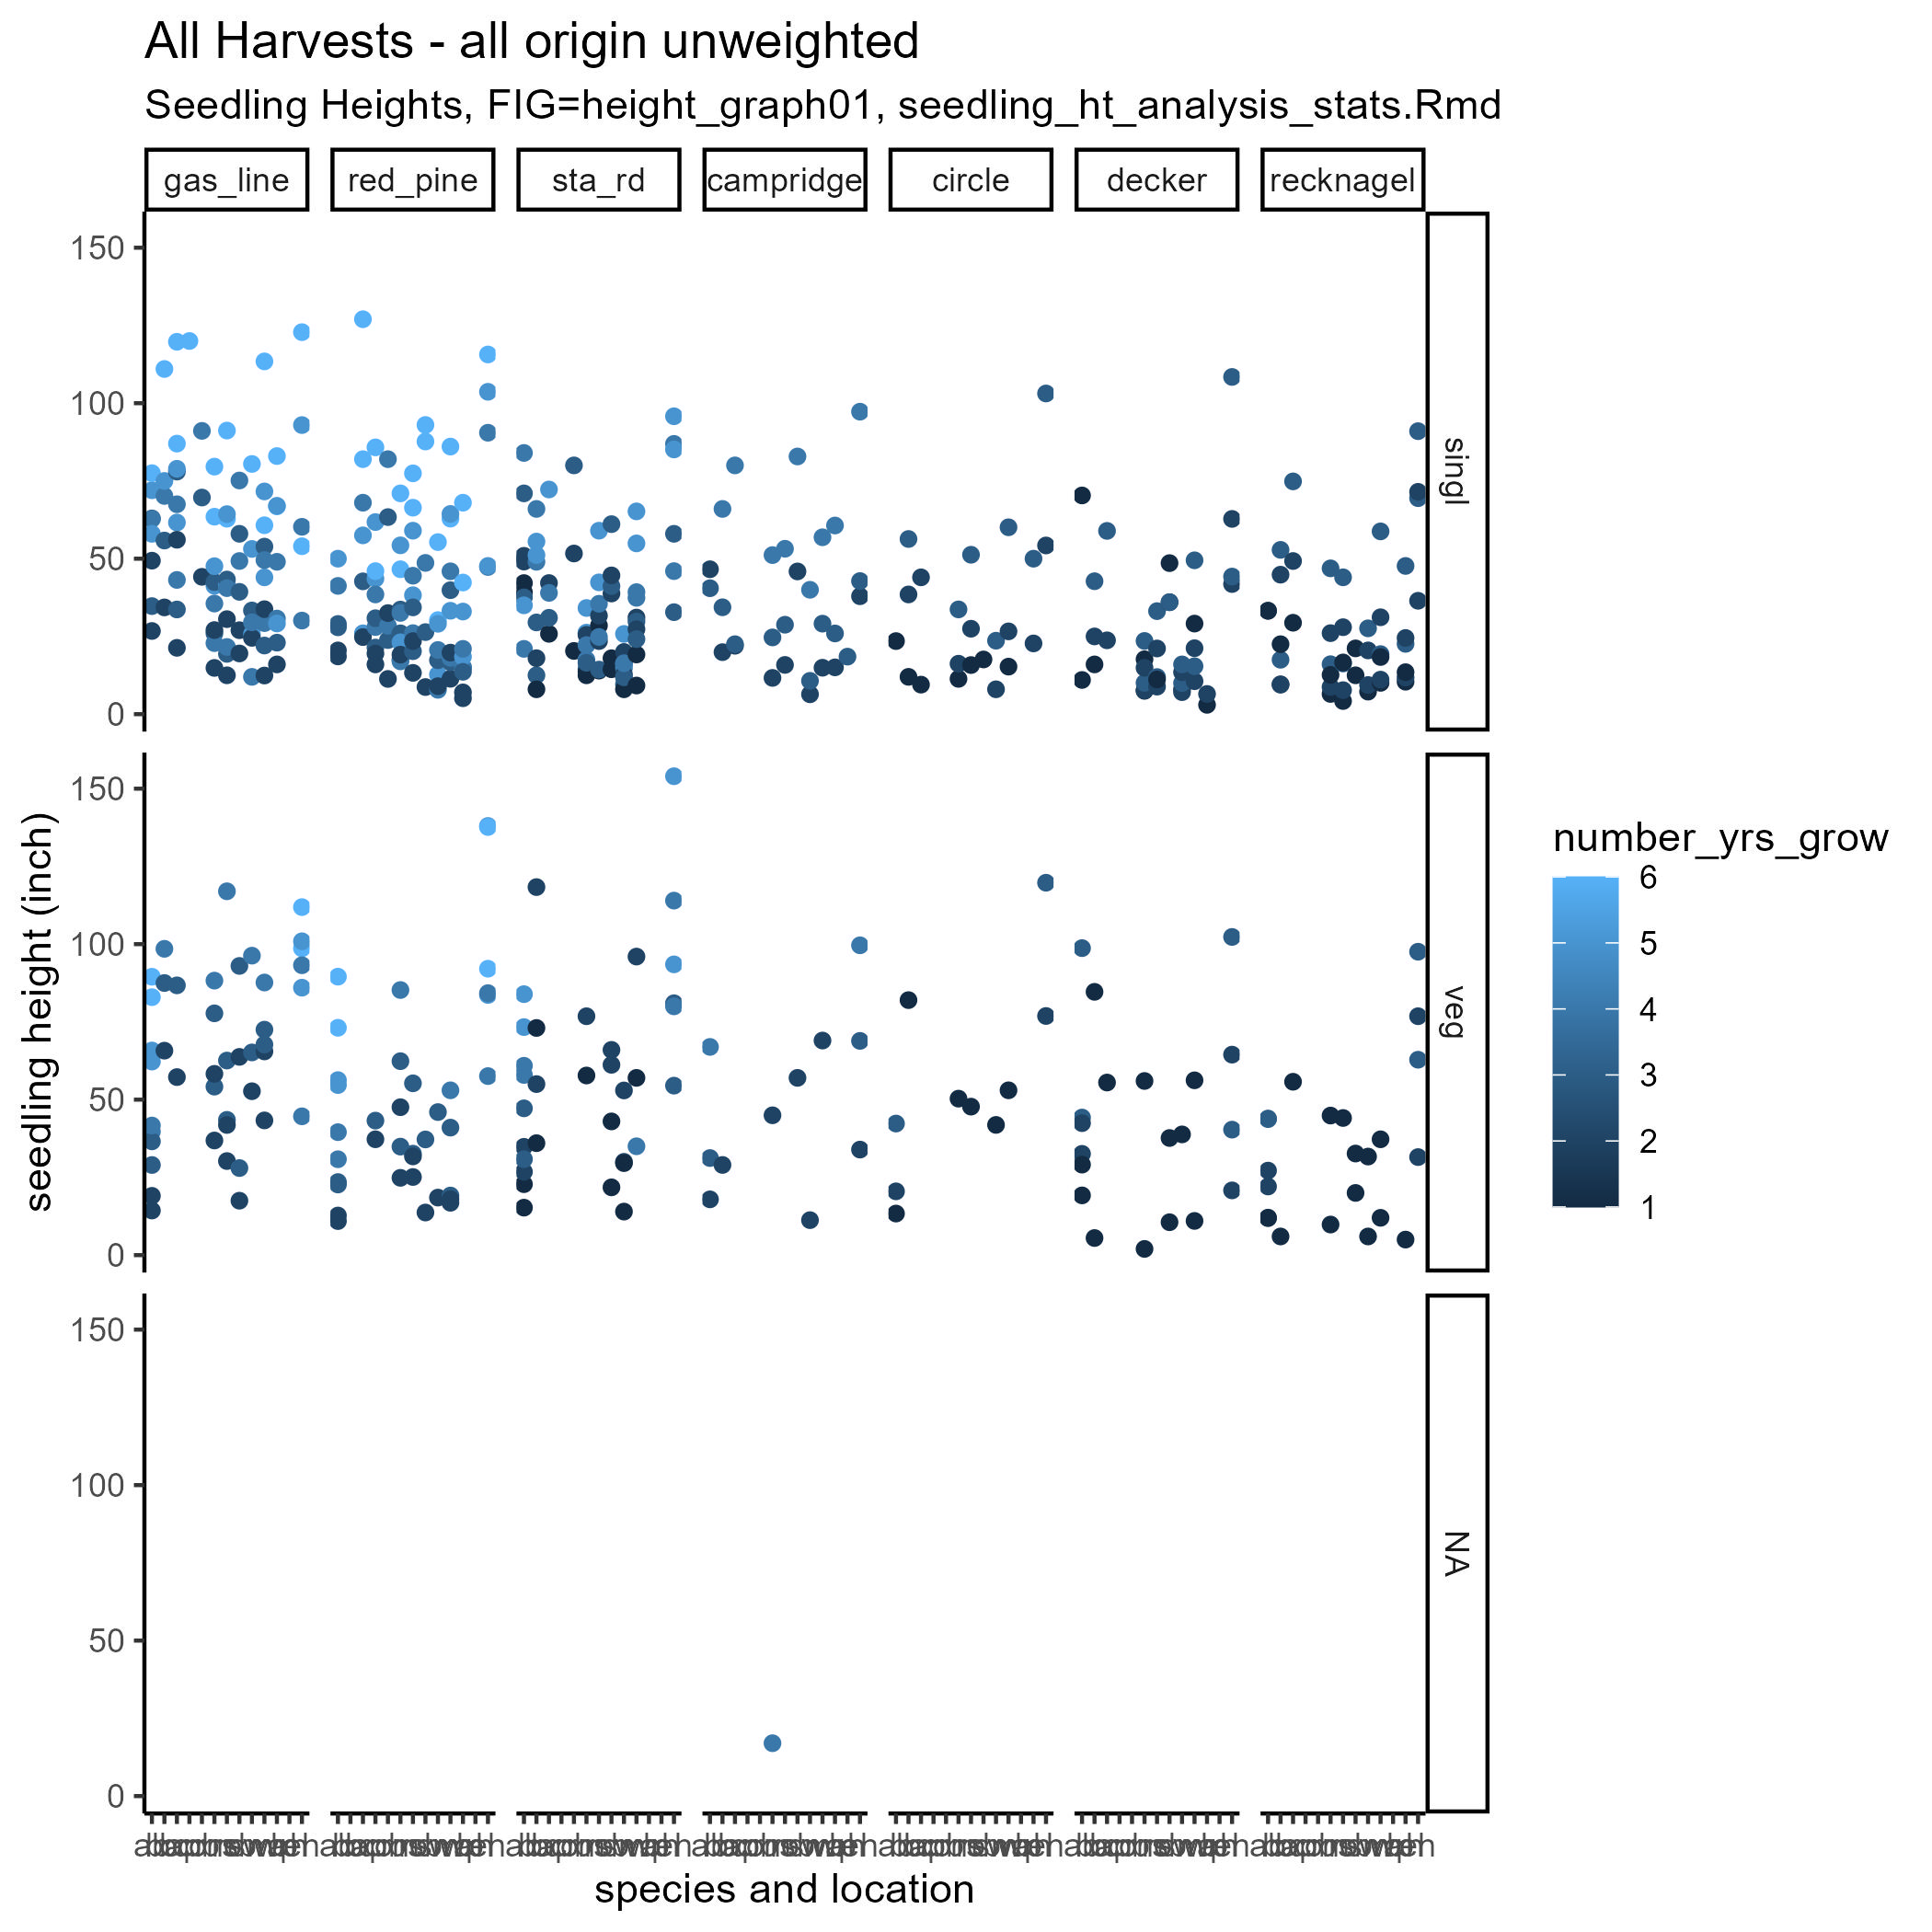 All Harvests - all origin unweighted
Seedling Heights, FIG=height_graph01, seedling_ht_analysis_stats.Rmd
gas_line red_pine sta_rd campridge circle decker recknagel
150
100
50
0
singl
150
100
50
0
veg
150
100
50
0
NA
seedling height (inch)
species and location
number_yrs_grow
6
5
4
3
2
1